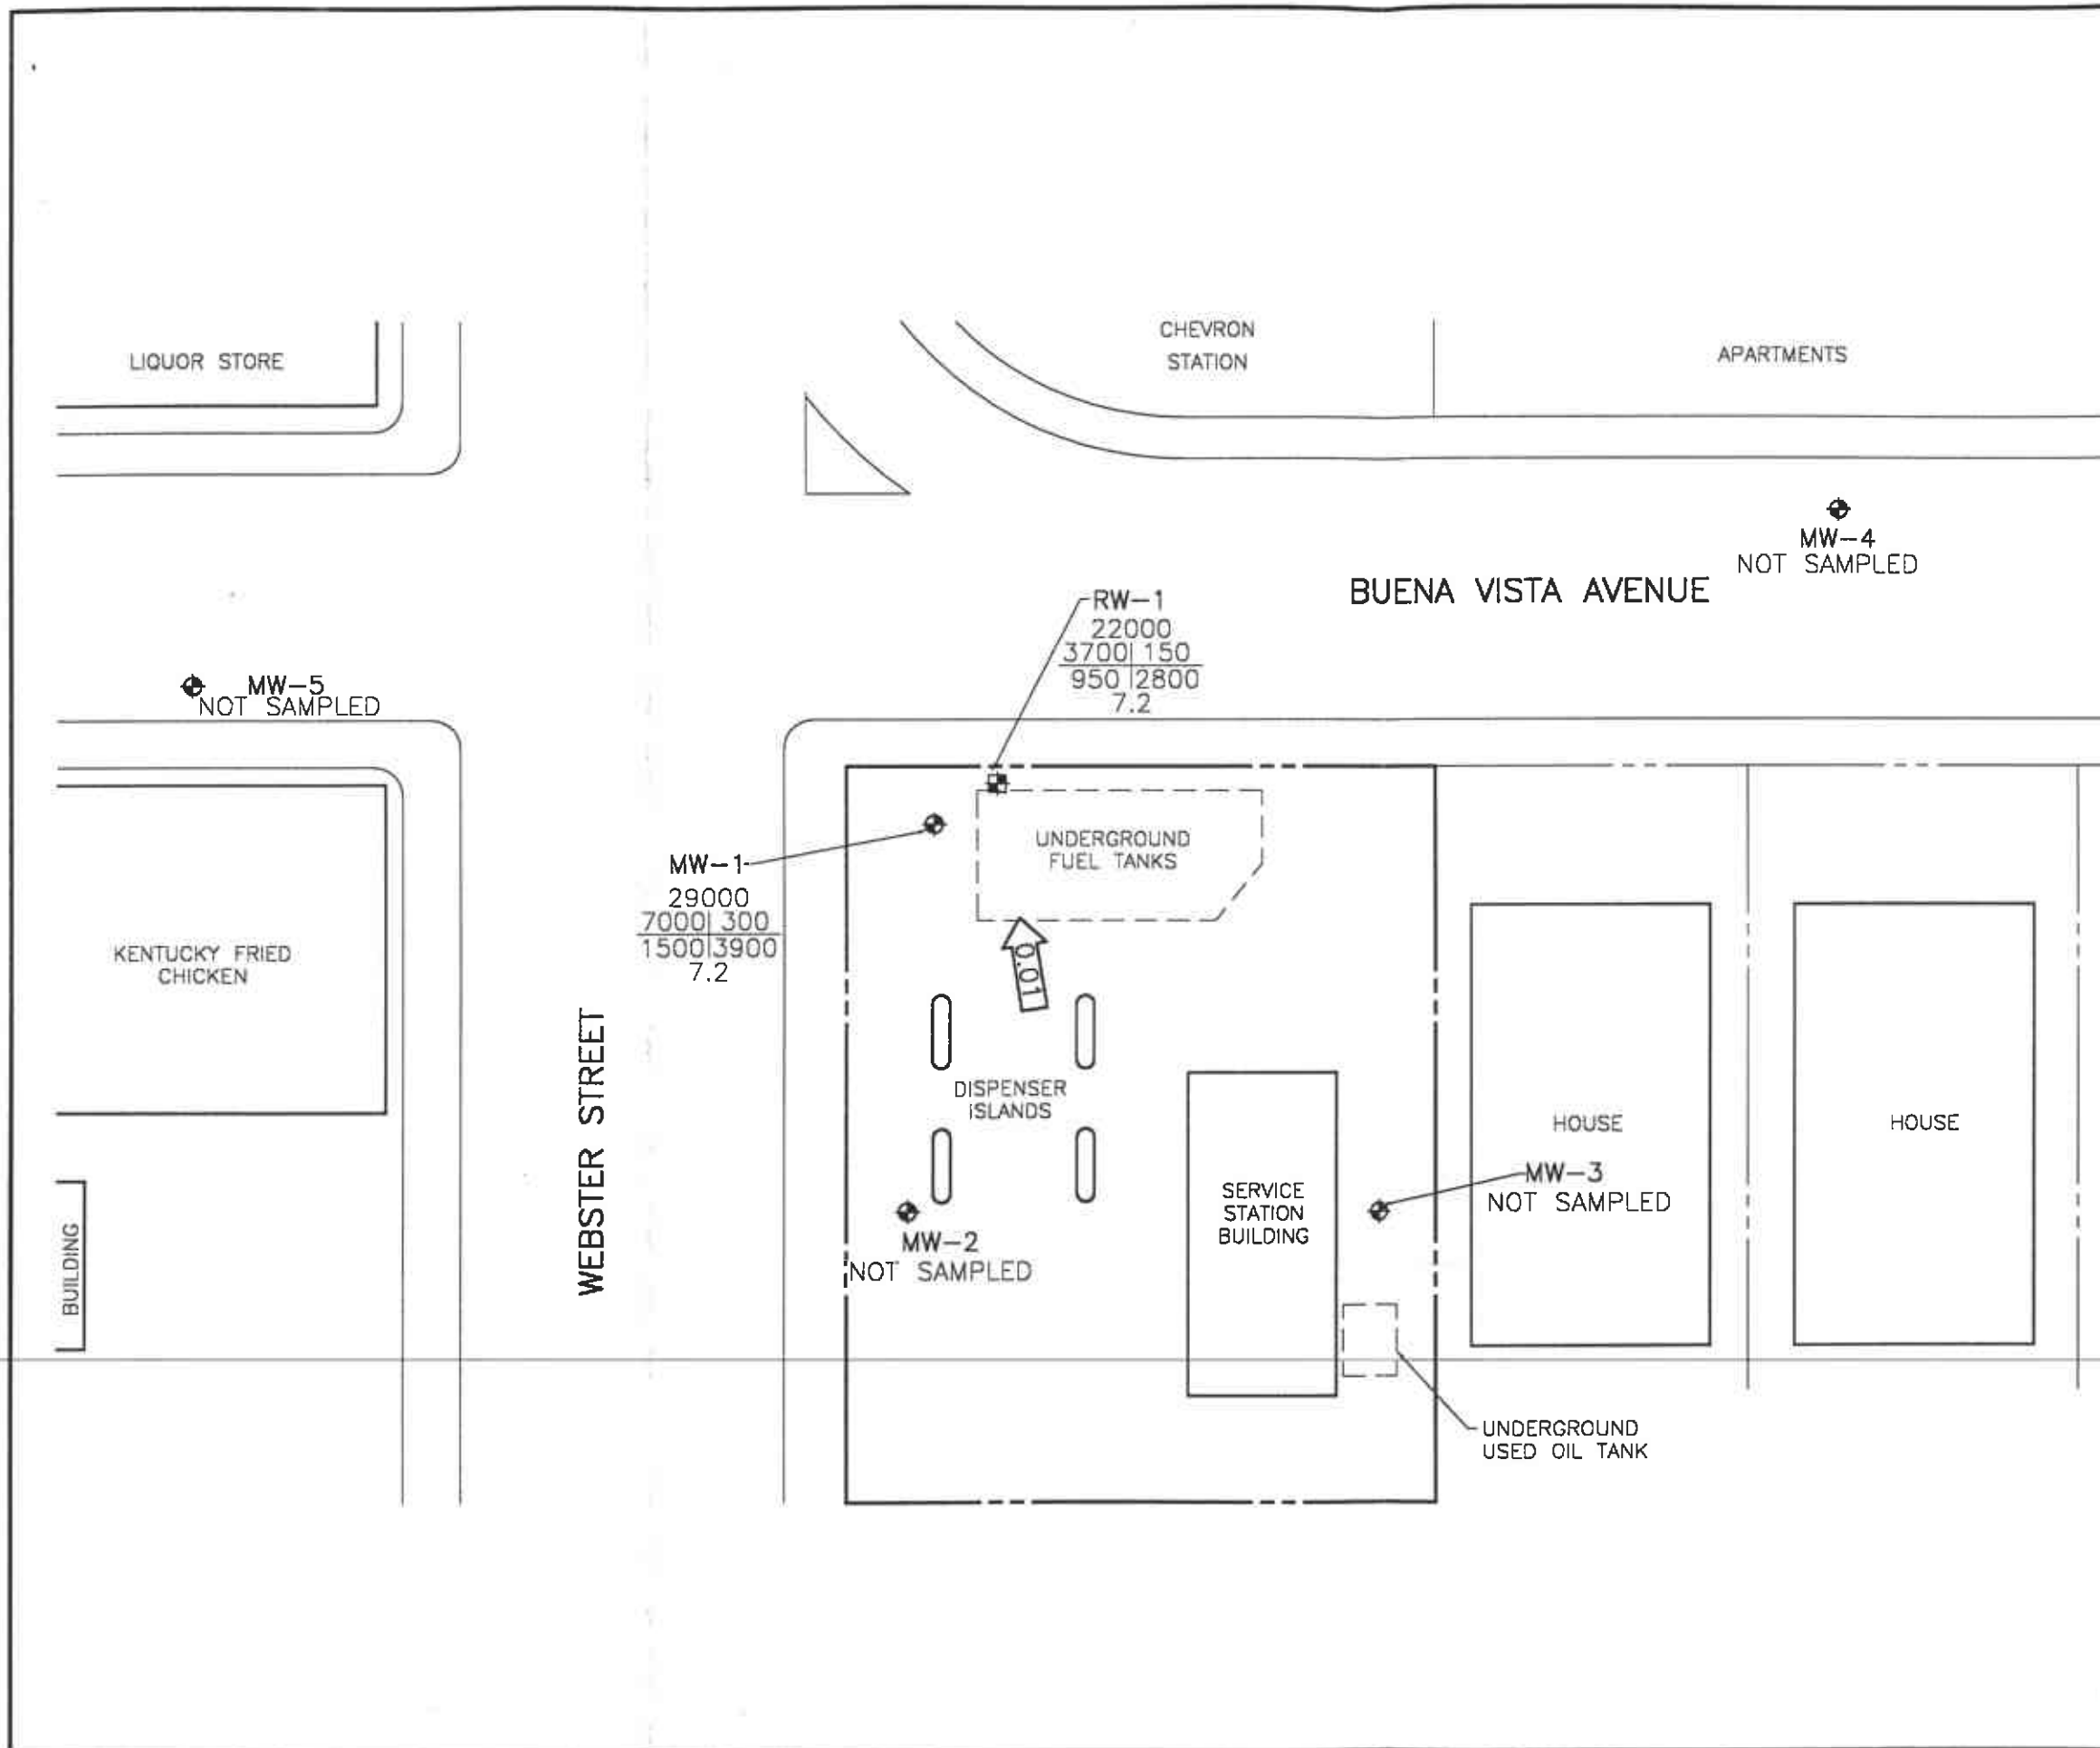 LIQUOR STORE
CHEVRON
STATION
APARTMENTS
MW-4
NOT SAMPLED
BUENA VISTA AVENUE
RW-1
22000
3700| 150
950 |2800
7.2
MW-5
NOT SAMPLED
UNDERGROUND
FUEL TANKS
MW-1
29000
7000| 300
1500|3900
7.2
KENTUCKY FRIED
CHICKEN
0.01
WEBSTER STREET
DISPENSER
ISLANDS
HOUSE
HOUSE
MW-3
NOT SAMPLED
SERVICE
STATION
BUILDING
MW-2
NOT SAMPLED
BUILDING
UNDERGROUND
USED OIL TANK